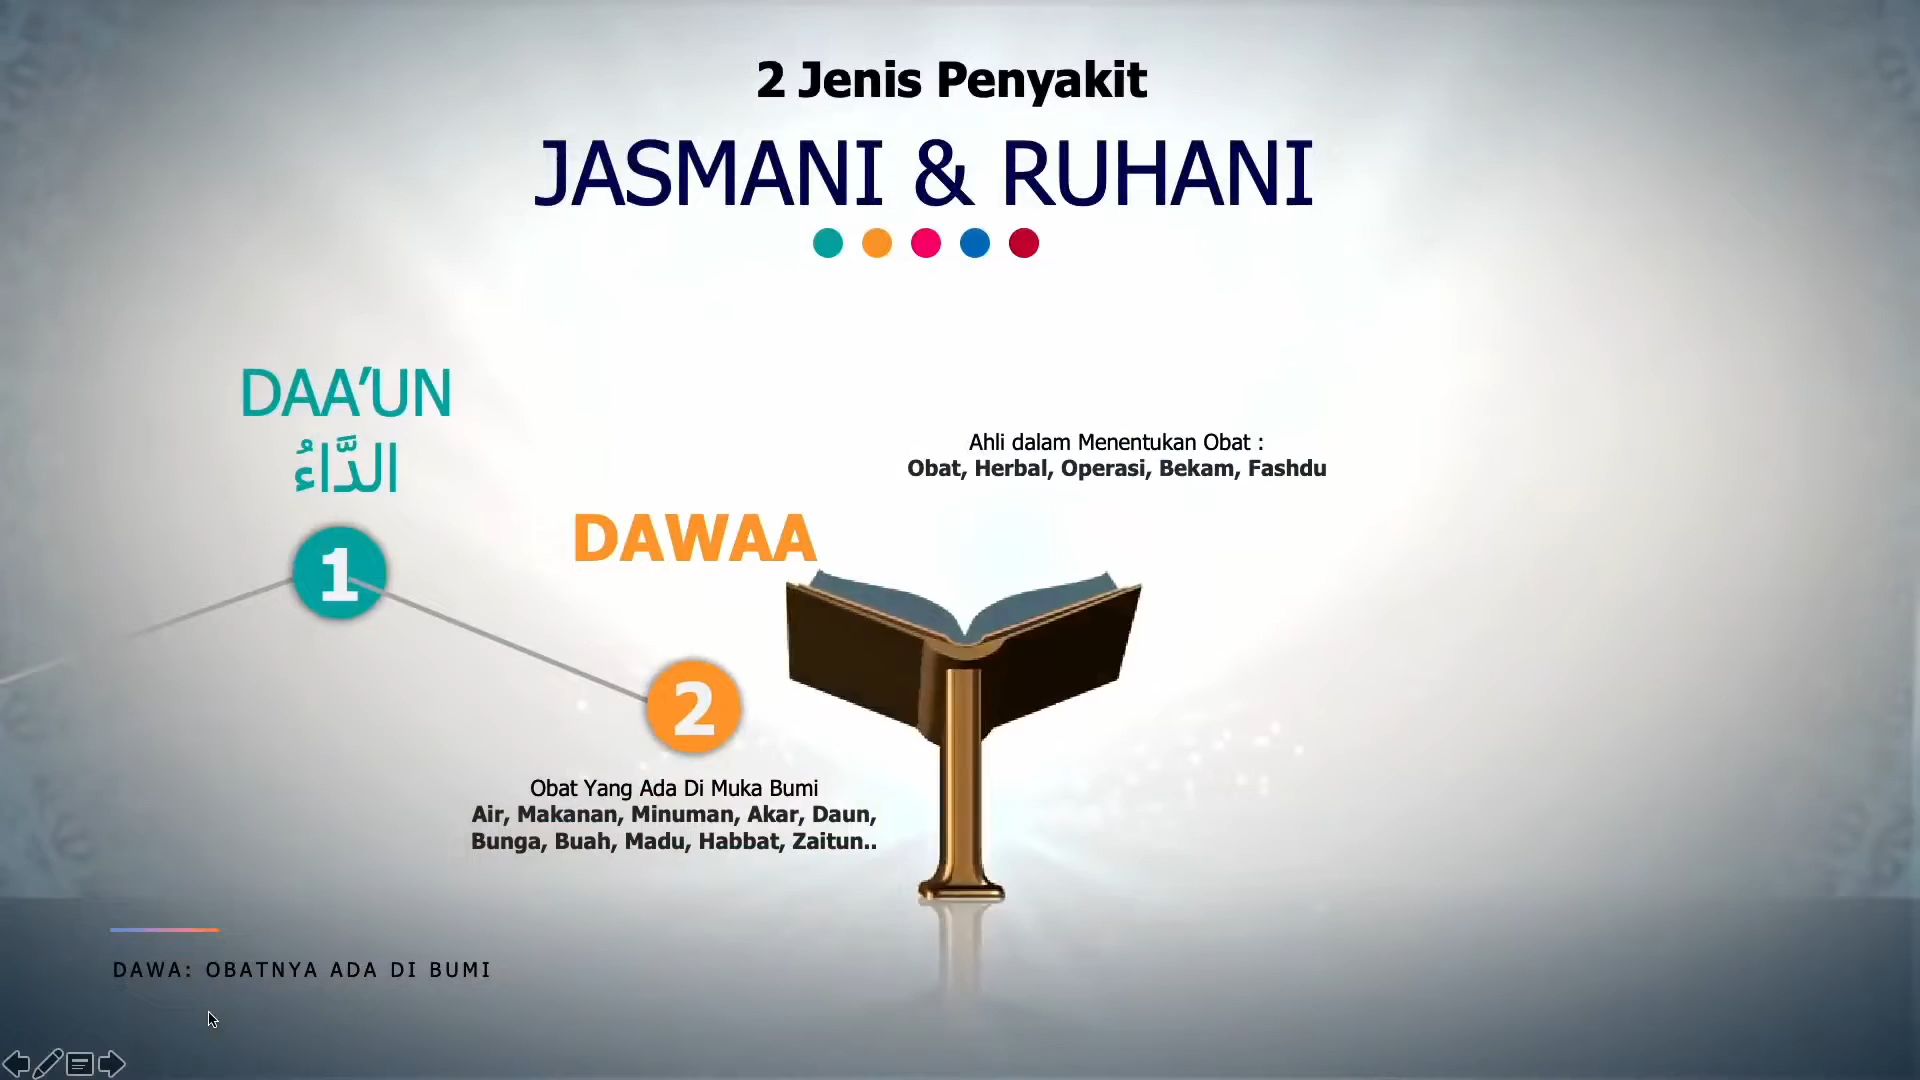 2 Jenis Penyakit
JASMANI & RUHANI
DAA’UN
الدَّاءُ
1
Ahli dalam Menentukan Obat :
Obat, Herbal, Operasi, Bekam, Fashdu
DAWAA
2
Obat Yang Ada Di Muka Bumi
Air, Makanan, Minuman, Akar, Daun,
Bunga, Buah, Madu, Habbat, Zaitun..
DAWA: OBATNYA ADA DI BUMI